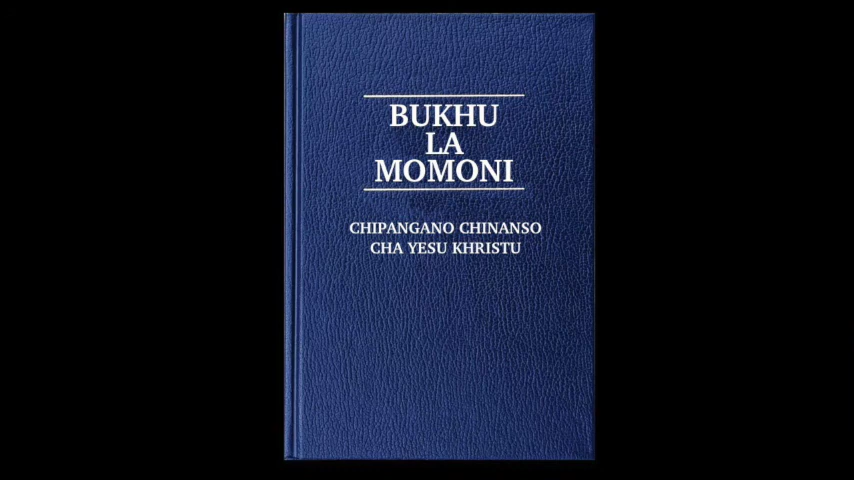 BUKHU
LA
MOMONI
CHIPANGANO CHINANSO
CHA YESU KHRISTU